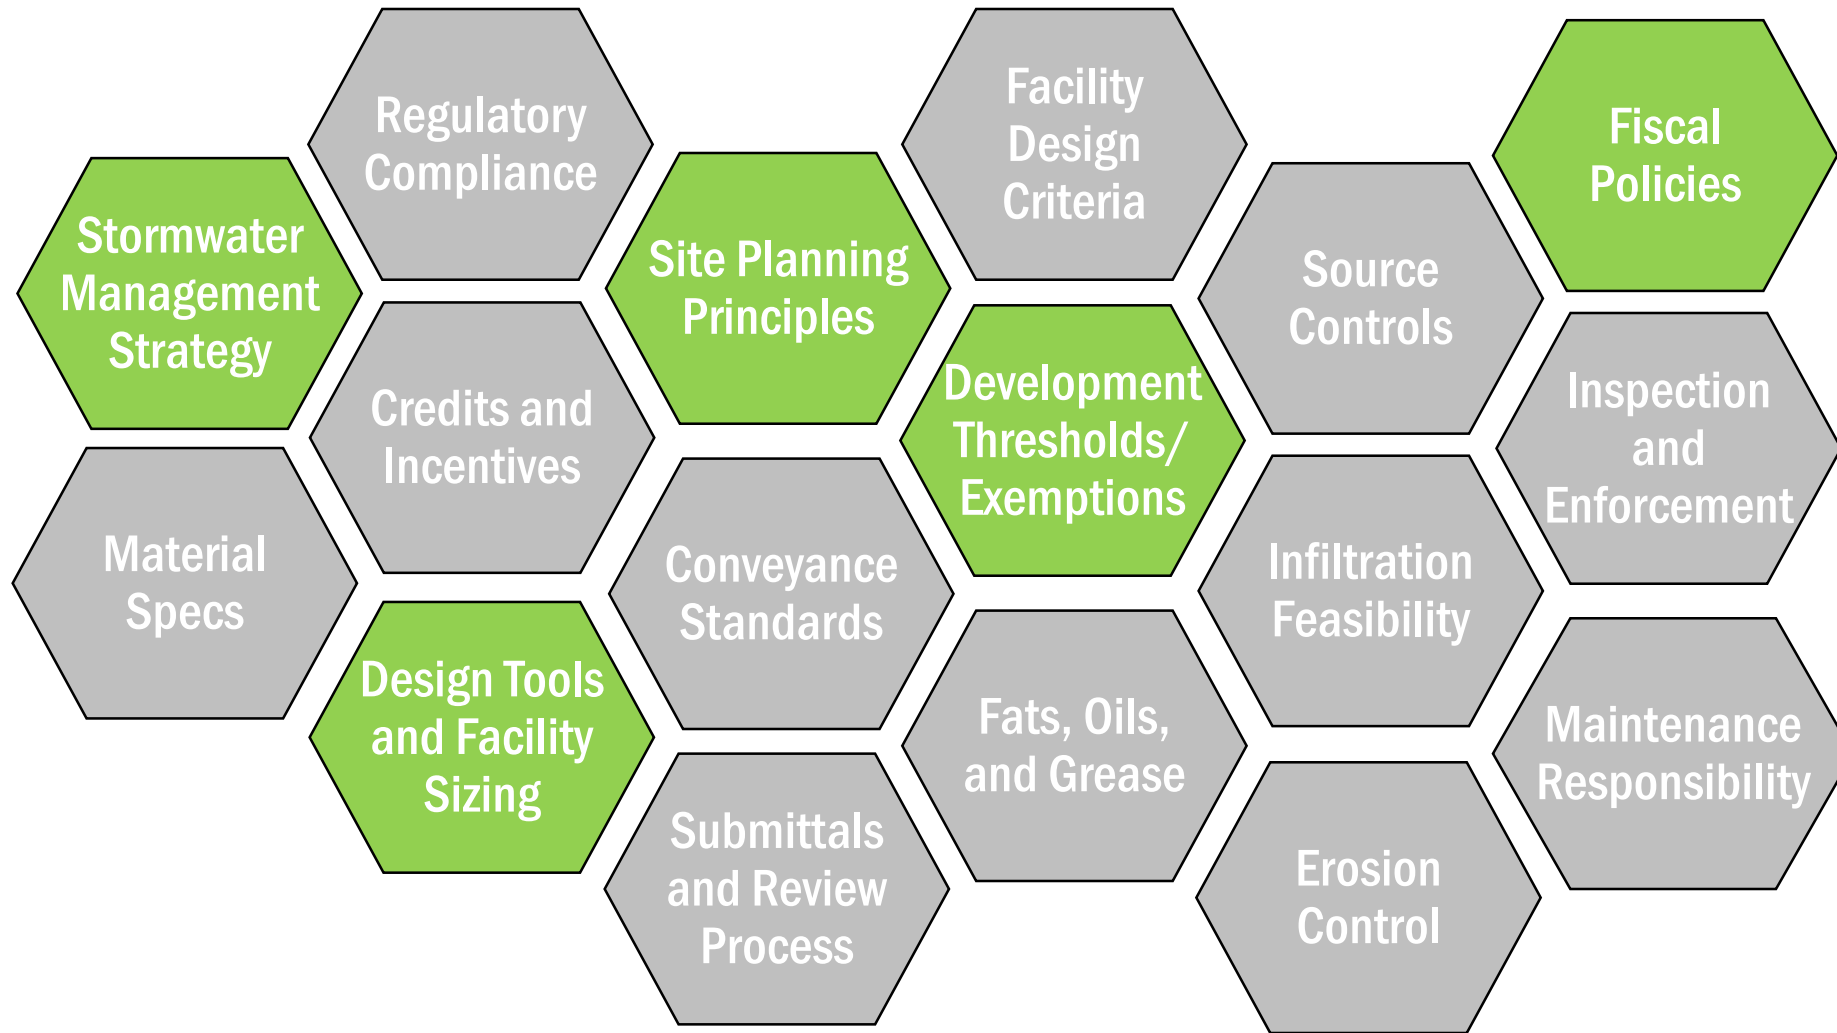 Stormwater
Management
Strategy
Material
Specs
Regulatory
Compliance
Credits and
Incentives
Design Tools
and Facility
Sizing
Site Planning
Principles
Conveyance
Standards
Submittals
and Review
Process
Facility
Design
Criteria
Development
Thresholds/
Exemptions
Fats, Oils,
and Grease
Source
Controls
Infiltration
Feasibility
Erosion
Control
Fiscal
Policies
Inspection
and
Enforcement
Maintenance
Responsibility